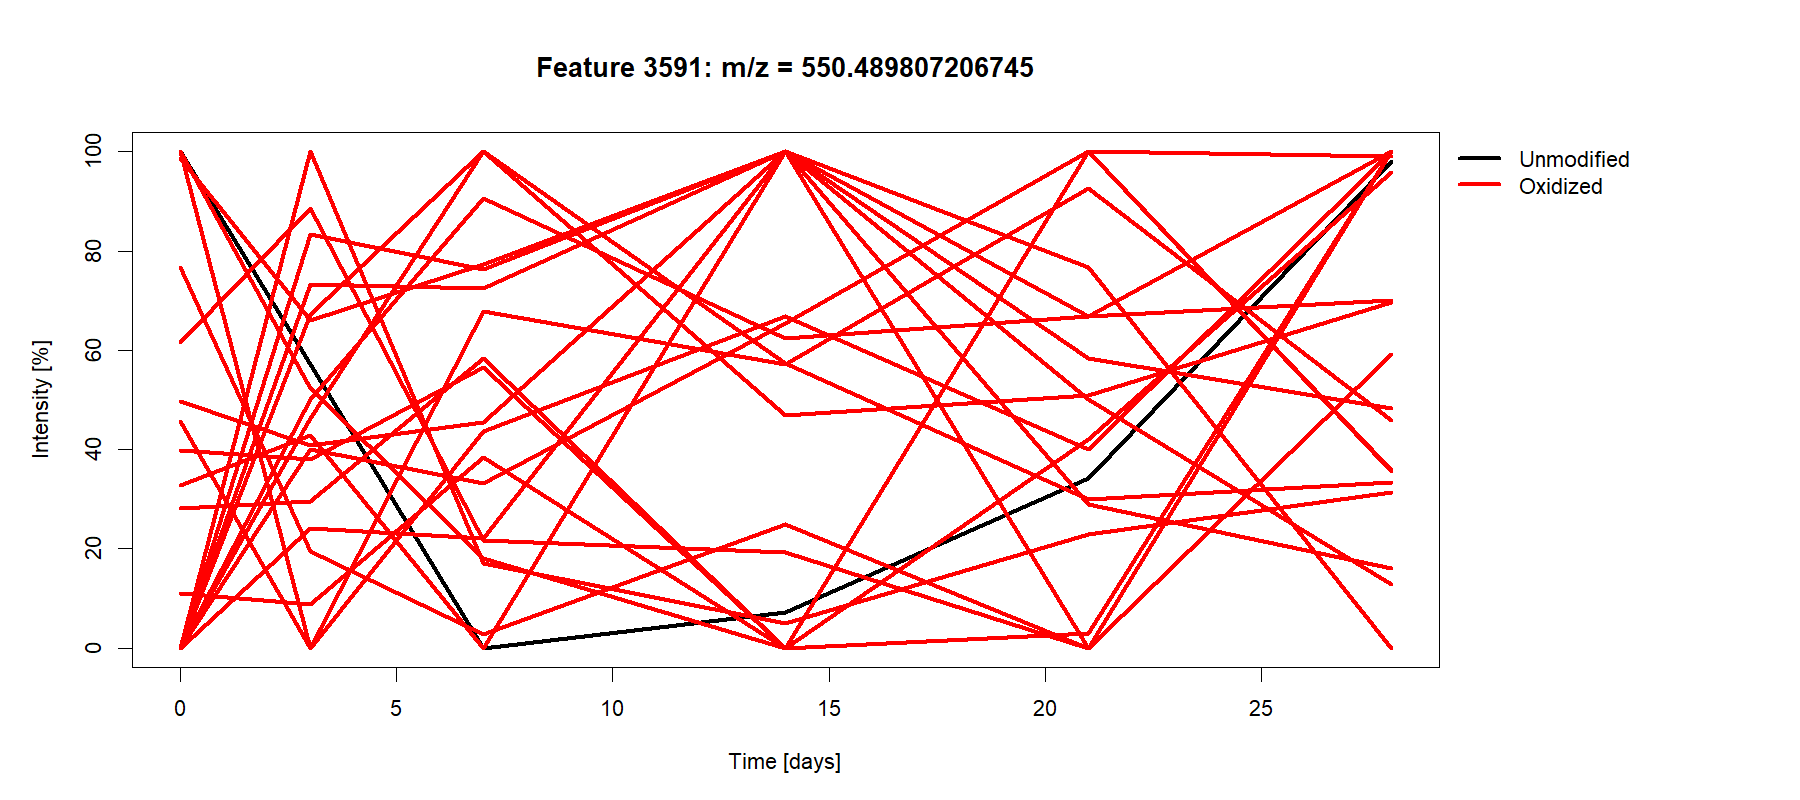 Feature 3591: m/z = 550.489807206745
Unmodified
Oxidized
Intensity [%]
100
80
60
40
20
0
0 5 10 15 20 25
Time [days]